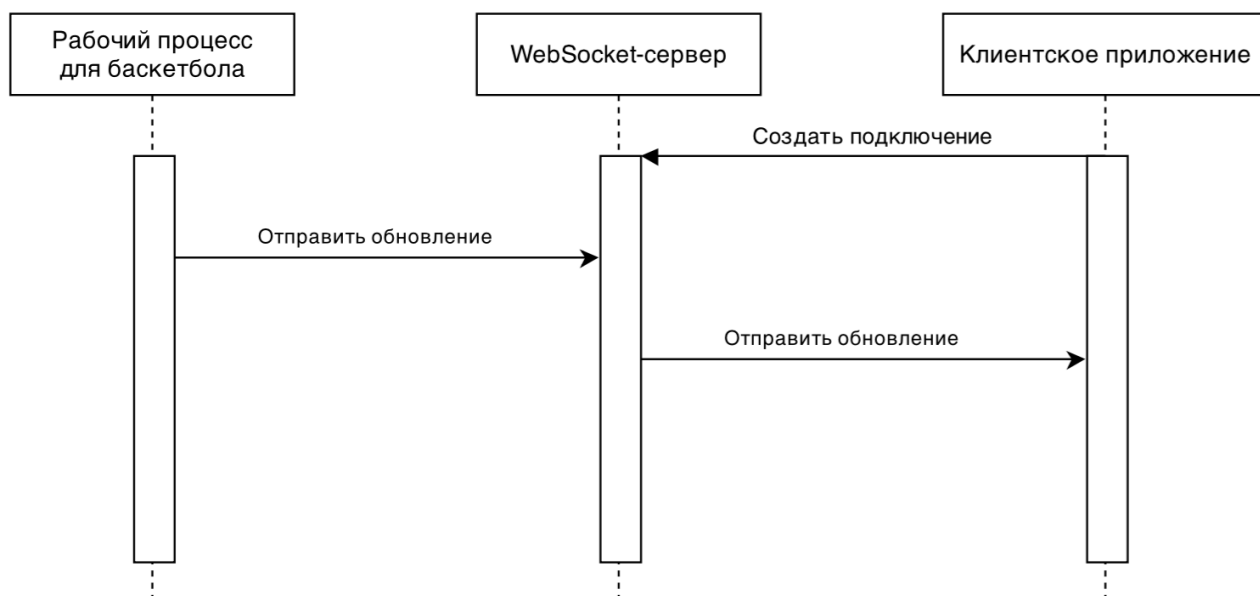 Рабочий процесс
для баскетбола
WebSocket-сервер
Клиентское приложение
Создать подключение
Отправить обновление
Отправить обновление